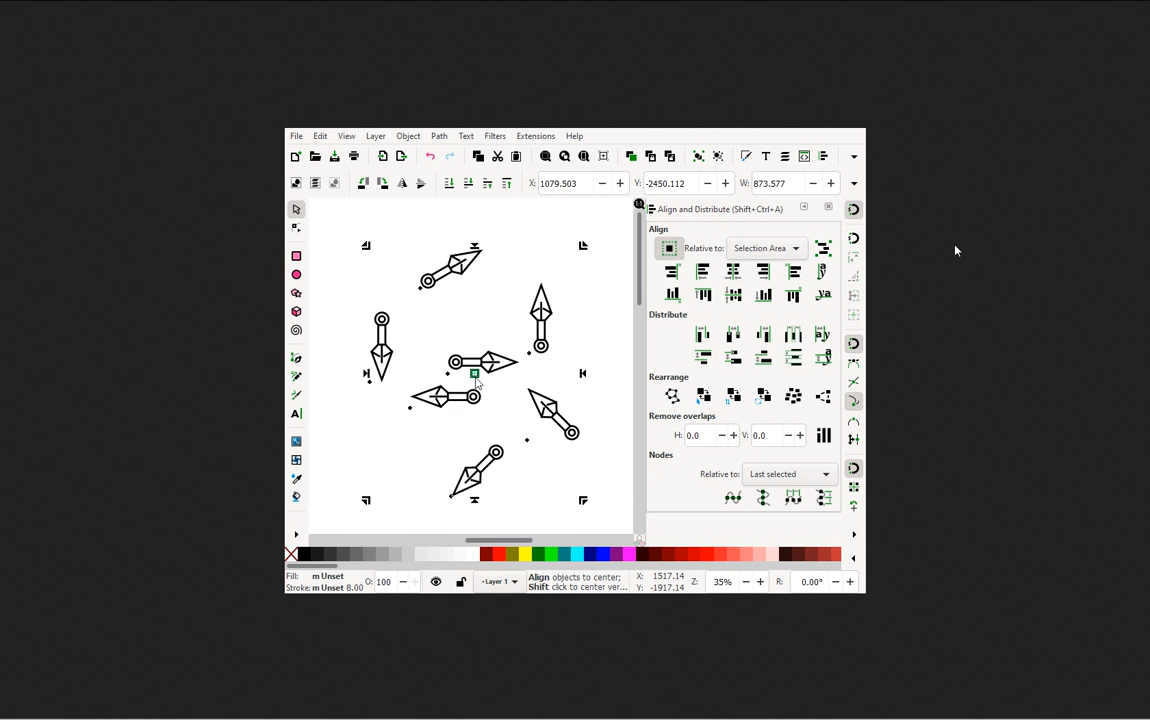 File Edit View Layer Object Path Text Filters Extensions Help
X: 1079.503 Y: -2450.112 W: 873.577
Align and Distribute (Shift+Ctrl+A)
Align
Relative to: Selection Area
Distribute
Rearrange
Remove overlaps
H: 0.0 V: 0.0
Nodes
Relative to: Last selected
Fill: m Unset
Stroke: m Unset 8.00
O: 100
Layer 1
Align objects to center;
Shift click to center ver...
X: 1517.14
Y: -1917.14
Z: 35%
R: 0.00°